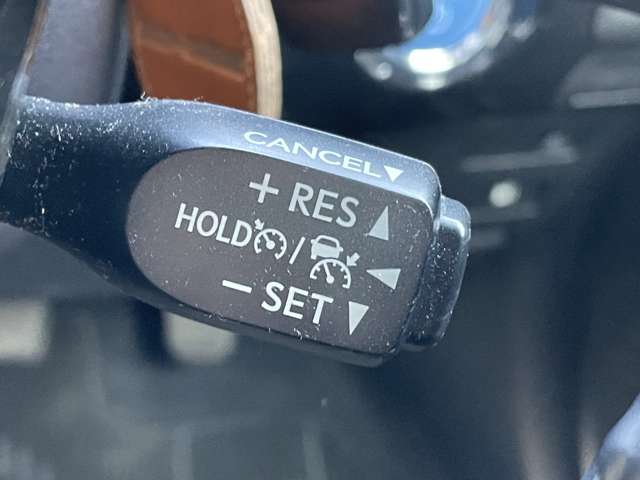 CANCEL▼
+ RES ▲
HOLD / ◀
− SET ▼